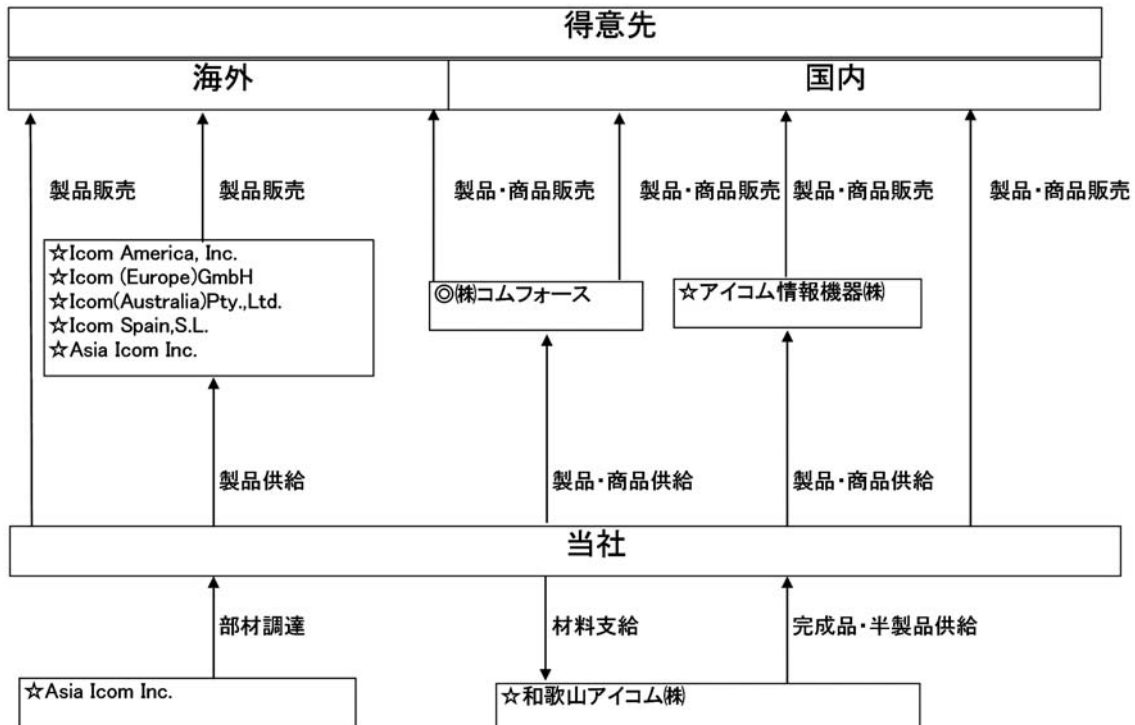 得意先
海外
国内
製品販売
製品販売
製品・商品販売
製品・商品販売
製品・商品販売
製品・商品販売
☆Icom America, Inc.
☆Icom (Europe)GmbH
☆Icom(Australia)Pty.,Ltd.
☆Icom Spain,S.L.
☆Asia Icom Inc.
◎㈱コムフォース
☆アイコム情報機器㈱
製品供給
製品・商品供給
製品・商品供給
当社
部材調達
材料支給
完成品・半製品供給
☆Asia Icom Inc.
☆和歌山アイコム㈱